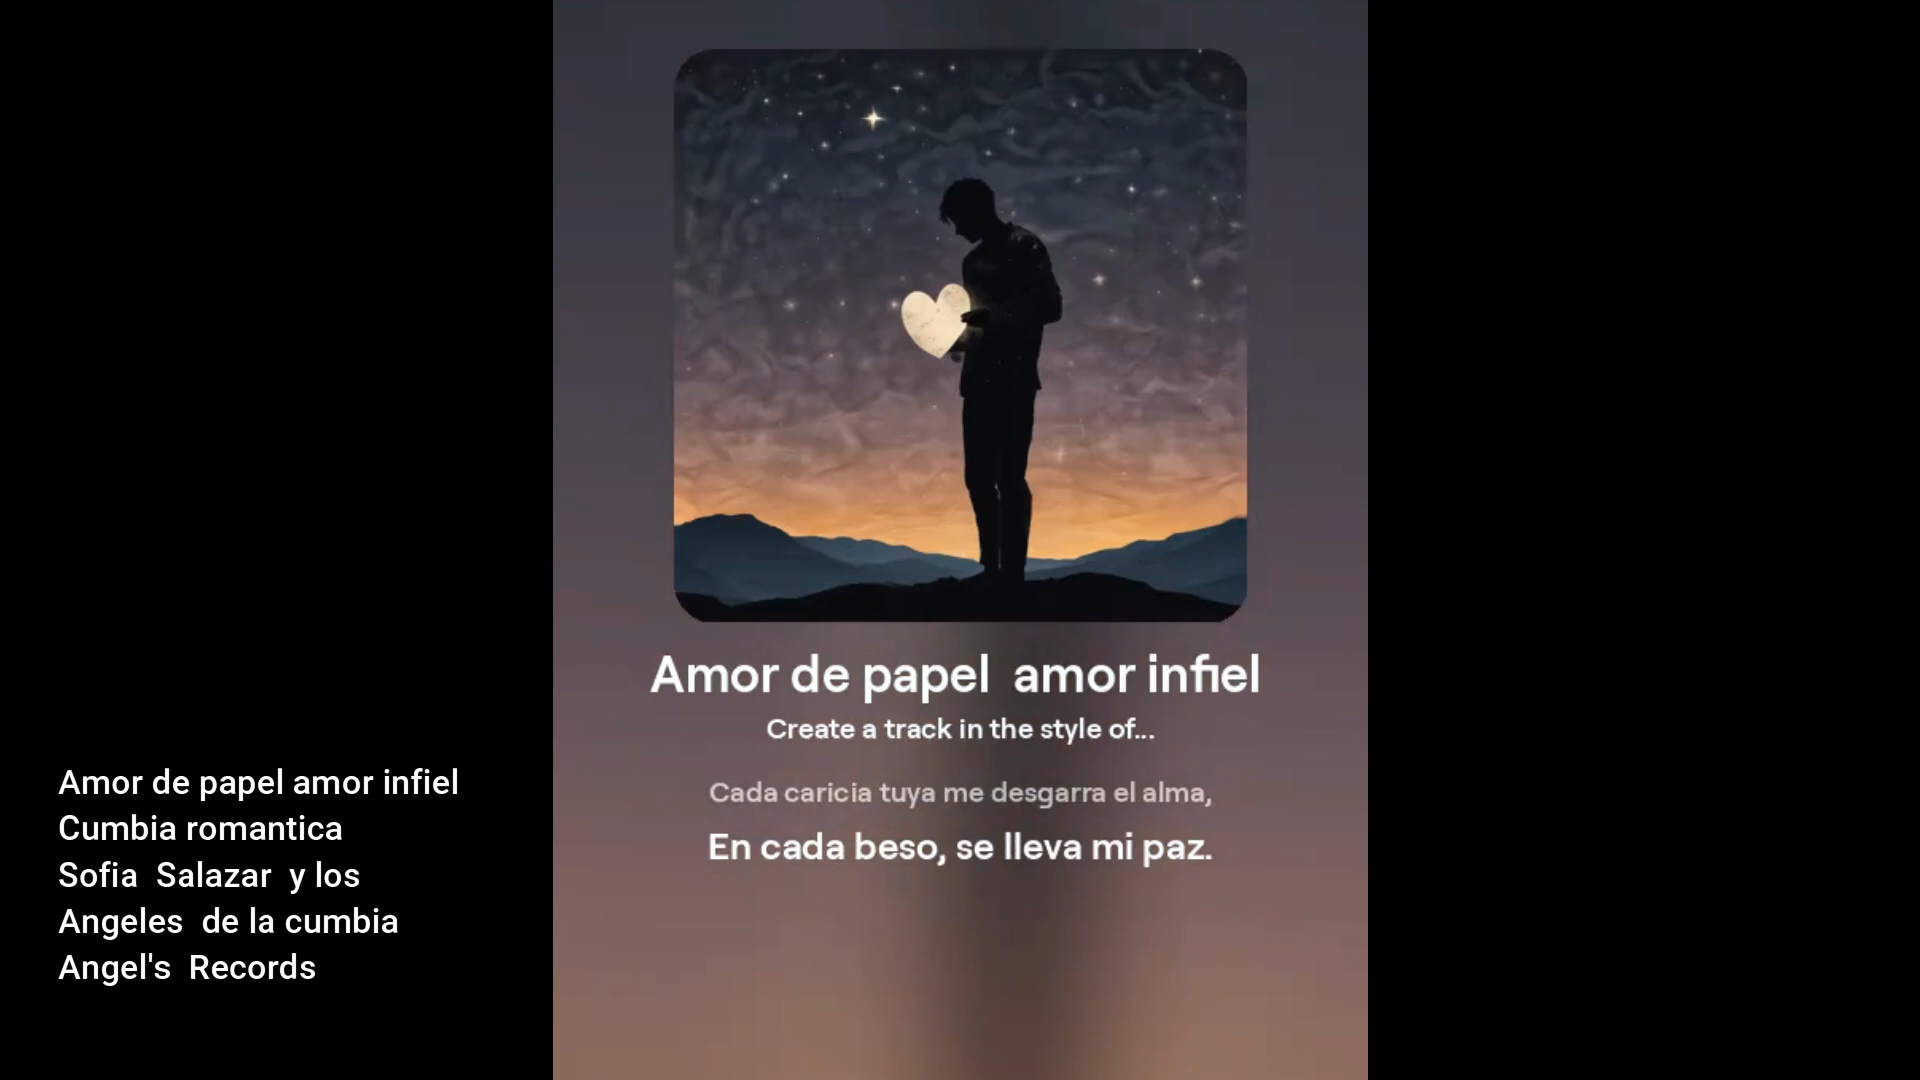 Amor de papel  amor infiel
Create a track in the style of...
Cada caricia tuya me desgarra el alma,
En cada beso, se lleva mi paz.
Amor de papel amor infiel
Cumbia romantica
Sofia  Salazar  y los
Angeles  de la cumbia
Angel's  Records